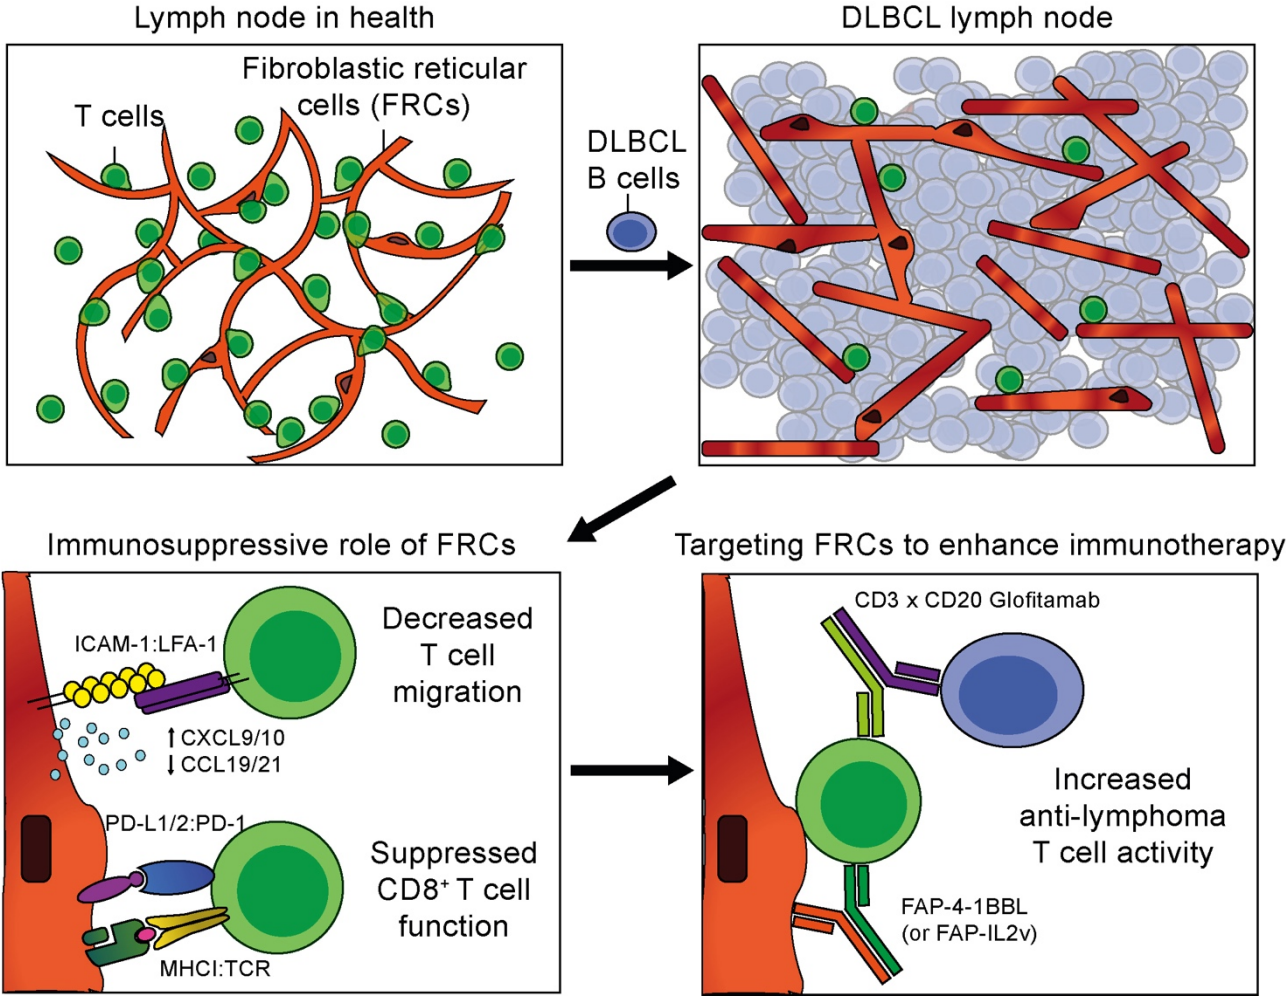 Lymph node in health
T cells
Fibroblastic reticular
cells (FRCs)
DLBCL
B cells
DLBCL lymph node
Immunosuppressive role of FRCs
ICAM-1:LFA-1
Decreased
T cell
migration
↑ CXCL9/10
↓ CCL19/21
PD-L1/2:PD-1
Suppressed
CD8⁺ T cell
function
MHCI:TCR
Targeting FRCs to enhance immunotherapy
CD3 x CD20 Glofitamab
Increased
anti-lymphoma
T cell activity
FAP-4-1BBL
(or FAP-IL2v)